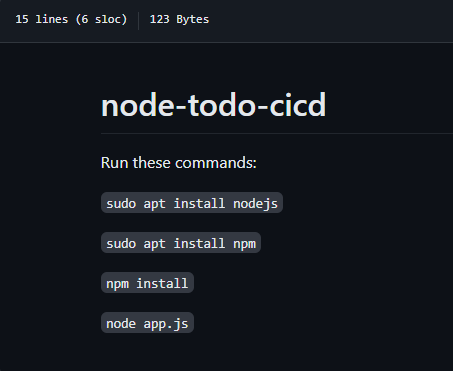 15 lines (6 sloc) 123 Bytes
node-todo-cicd
Run these commands:
sudo apt install nodejs
sudo apt install npm
npm install
node app.js